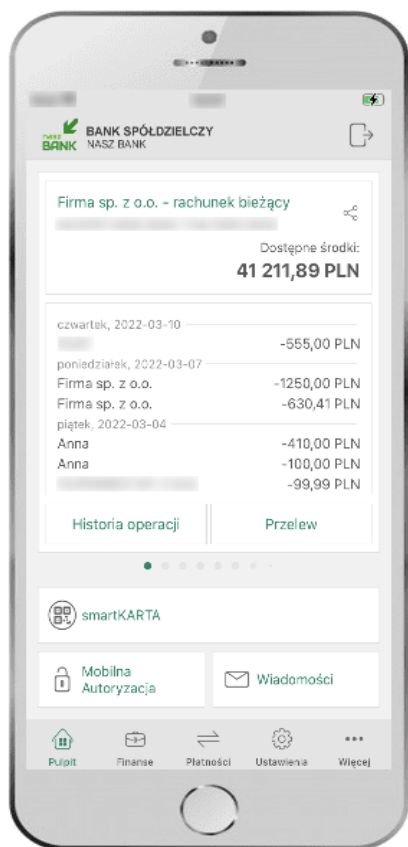 nasz
BANK
BANK SPÓŁDZIELCZY
NASZ BANK
Firma sp. z o.o. - rachunek bieżący
Dostępne środki:
41 211,89 PLN
czwartek, 2022-03-10
-555,00 PLN
poniedziałek, 2022-03-07
Firma sp. z o.o. -1250,00 PLN
Firma sp. z o.o. -630,41 PLN
piątek, 2022-03-04
Anna -410,00 PLN
Anna -100,00 PLN
-99,99 PLN
Historia operacji Przelew
smartKARTA
Mobilna
Autoryzacja
Wiadomości
Pulpit Finanse Płatności Ustawienia Więcej